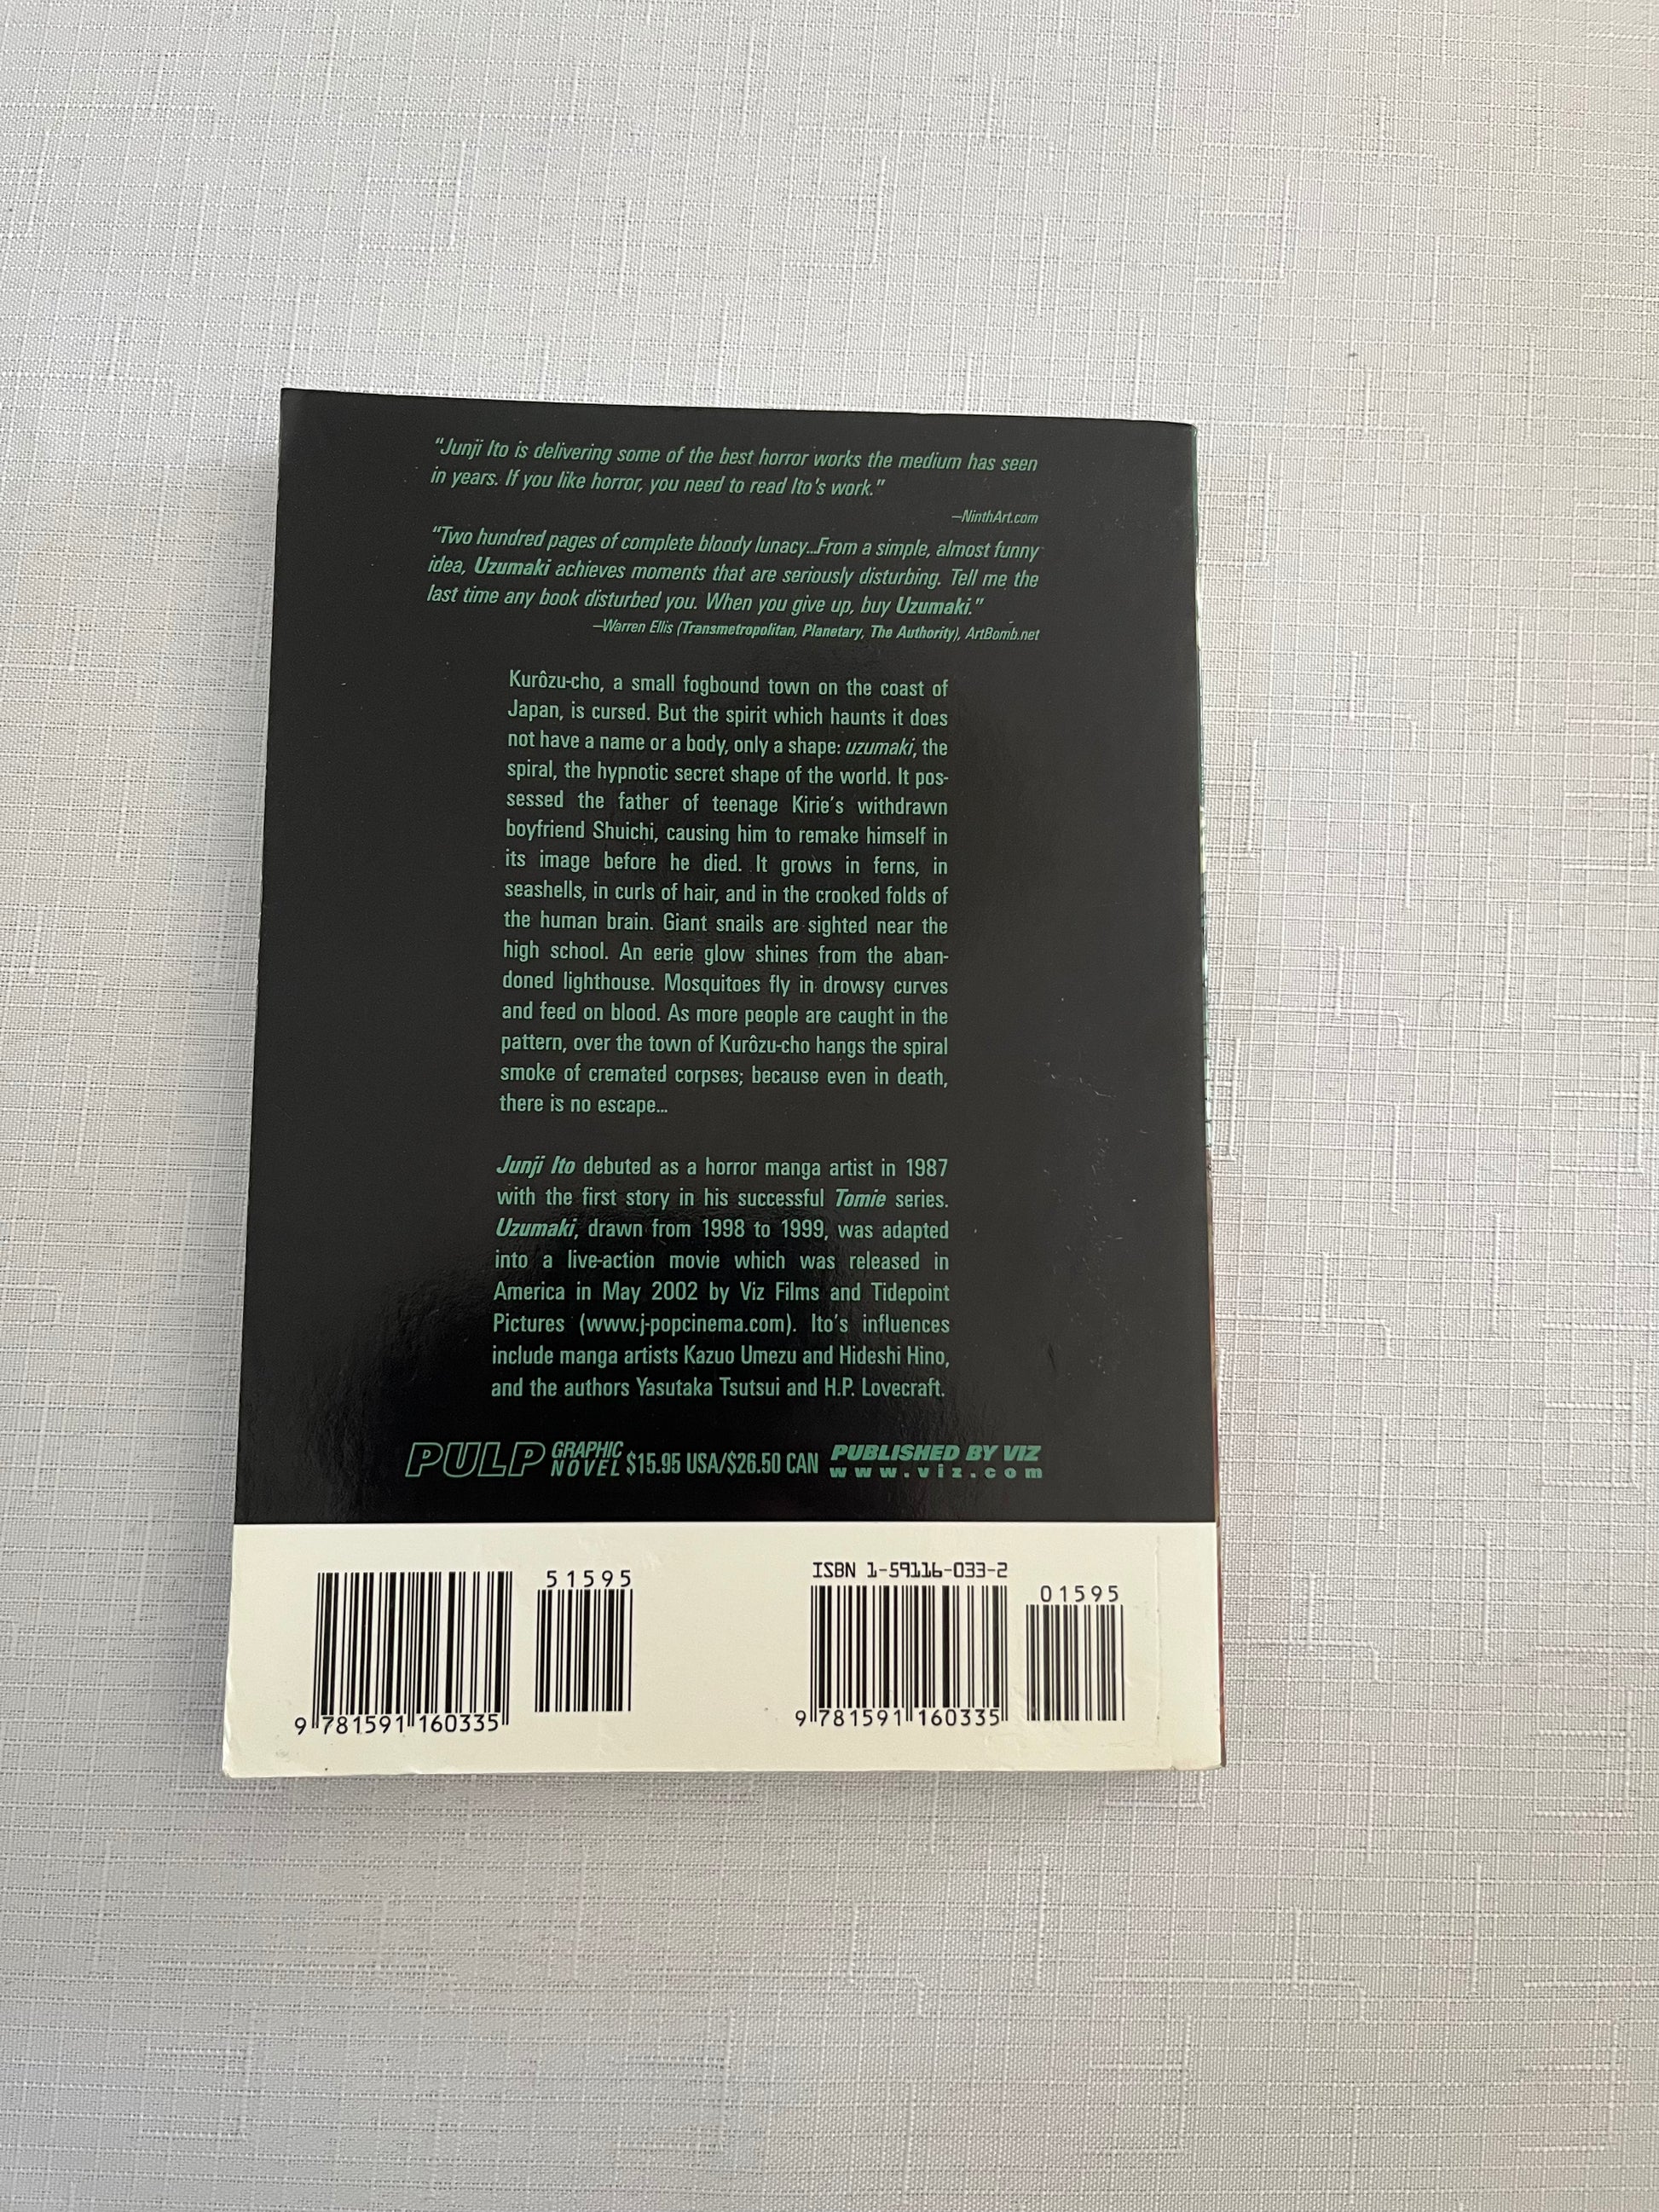 "Junji Ito is delivering some of the best horror works the medium has seen
in years. If you like horror, you need to read Ito's work."
—NinthArt.com
"Two hundred pages of complete bloody lunacy...From a simple, almost funny
idea, Uzumaki achieves moments that are seriously disturbing. Tell me the
last time any book disturbed you. When you give up, buy Uzumaki."
—Warren Ellis (Transmetropolitan, Planetary, The Authority), ArtBomb.net
Kurôzu-cho, a small fogbound town on the coast of
Japan, is cursed. But the spirit which haunts it does
not have a name or a body, only a shape: uzumaki, the
spiral, the hypnotic secret shape of the world. It pos-
sessed the father of teenage Kirie's withdrawn
boyfriend Shuichi, causing him to remake himself in
its image before he died. It grows in ferns, in
seashells, in curls of hair, and in the crooked folds of
the human brain. Giant snails are sighted near the
high school. An eerie glow shines from the aban-
doned lighthouse. Mosquitoes fly in drowsy curves
and feed on blood. As more people are caught in the
pattern, over the town of Kurôzu-cho hangs the spiral
smoke of cremated corpses; because even in death,
there is no escape...
Junji Ito debuted as a horror manga artist in 1987
with the first story in his successful Tomie series.
Uzumaki, drawn from 1998 to 1999, was adapted
into a live-action movie which was released in
America in May 2002 by Viz Films and Tidepoint
Pictures (www.j-popcinema.com). Ito's influences
include manga artists Kazuo Umezu and Hideshi Hino,
and the authors Yasutaka Tsutsui and H.P. Lovecraft.
PULP GRAPHIC NOVEL $15.95 USA/$26.50 CAN PUBLISHED BY VIZ
www.viz.com
51595
9 781591 160335
ISBN 1-59116-033-2
01595
9 781591 160335